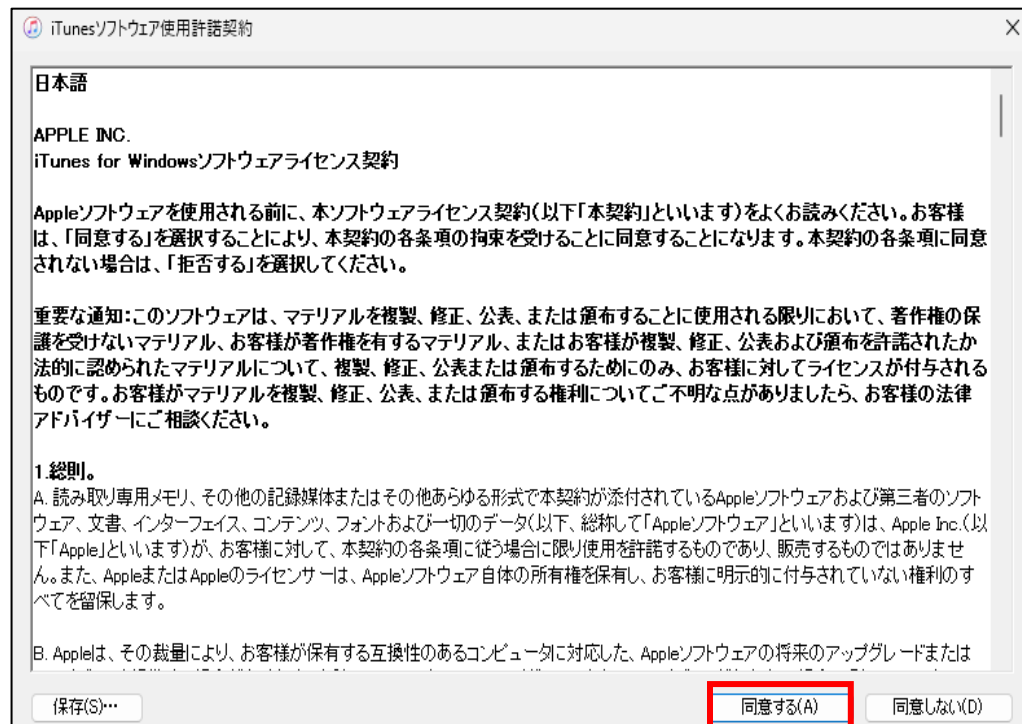 iTunesソフトウェア使用許諾契約
日本語
APPLE INC.
iTunes for Windowsソフトウェアライセンス契約
Appleソフトウェアを使用される前に、本ソフトウェアライセンス契約(以下「本契約」といいます)をよくお読みください。お客様
は、「同意する」を選択することにより、本契約の各条項の拘束を受けることに同意することになります。本契約の各条項に同意
されない場合は、「拒否する」を選択してください。
重要な通知:このソフトウェアは、マテリアルを複製、修正、公表、または頒布することに使用される限りにおいて、著作権の保
護を受けないマテリアル、お客様が著作権を有するマテリアル、またはお客様が複製、修正、公表および頒布を許諾されたか
法的に認められたマテリアルについて、複製、修正、公表または頒布するためにのみ、お客様に対してライセンスが付与される
ものです。お客様がマテリアルを複製、修正、公表、または頒布する権利についてご不明な点がありましたら、お客様の法律
アドバイザーにご相談ください。
1.総則。
A. 読み取り専用メモリ、その他の記録媒体またはその他あらゆる形式で本契約が添付されているAppleソフトウェアおよび第三者のソフト
ウェア、文書、インターフェイス、コンテンツ、フォントおよび一切のデータ(以下、総称して「Appleソフトウェア」といいます)は、Apple Inc.(以
下「Apple」といいます)が、お客様に対して、本契約の各条項に従う場合に限り使用を許諾するものであり、販売するものではありませ
ん。また、AppleまたはAppleのライセンサーは、Appleソフトウェア自体の所有権を保有し、お客様に明示的に付与されていない権利のす
べてを留保します。
B. Appleは、その裁量により、お客様が保有する互換性のあるコンピュータに対応した、Appleソフトウェアの将来のアップグレードまたは
保存(S)…
同意する(A)
同意しない(D)